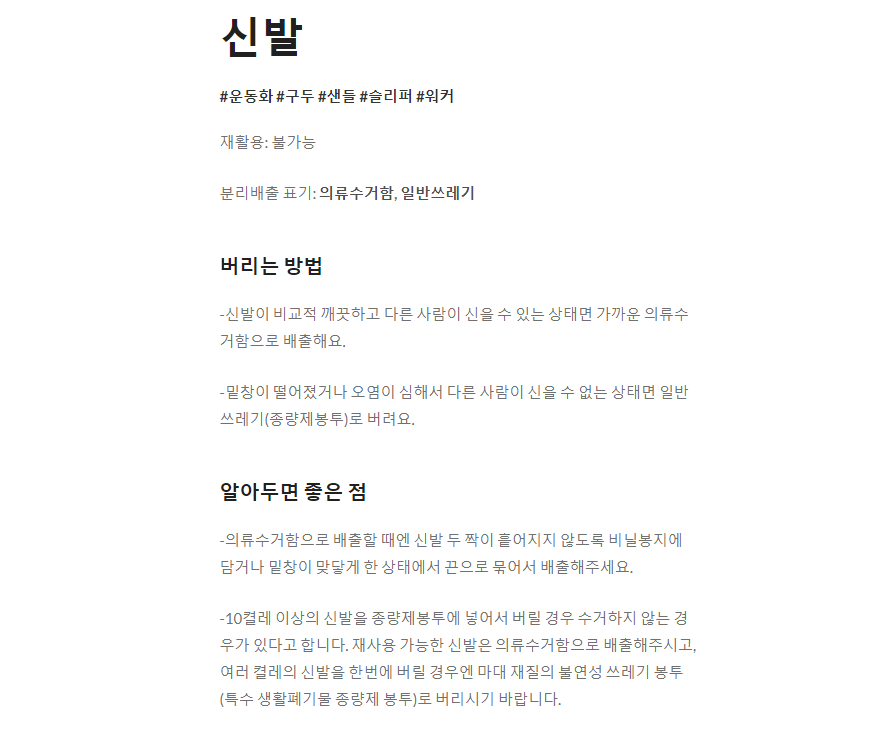 신발
#운동화 #구두 #샌들 #슬리퍼 #워커
재활용: 불가능
분리배출 표기: 의류수거함, 일반쓰레기
버리는 방법
-신발이 비교적 깨끗하고 다른 사람이 신을 수 있는 상태면 가까운 의류수
거함으로 배출해요.
-밑창이 떨어졌거나 오염이 심해서 다른 사람이 신을 수 없는 상태면 일반
쓰레기(종량제봉투)로 버려요.
알아두면 좋은 점
-의류수거함으로 배출할 때엔 신발 두 짝이 흩어지지 않도록 비닐봉지에
담거나 밑창이 맞닿게 한 상태에서 끈으로 묶어서 배출해주세요.
-10켤레 이상의 신발을 종량제봉투에 넣어서 버릴 경우 수거하지 않는 경
우가 있다고 합니다. 재사용 가능한 신발은 의류수거함으로 배출해주시고,
여러 켤레의 신발을 한번에 버릴 경우엔 마대 재질의 불연성 쓰레기 봉투
(특수 생활폐기물 종량제 봉투)로 버리시기 바랍니다.